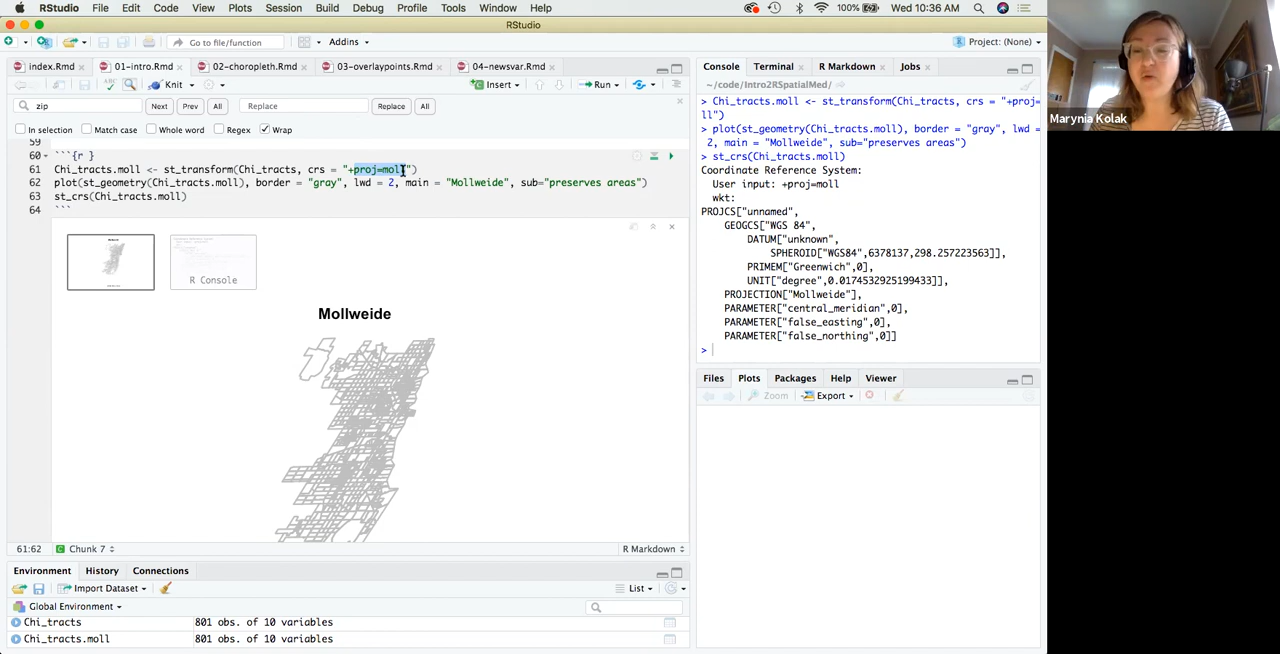 RStudio File Edit Code View Plots Session Build Debug Profile Tools Window Help 100% Wed 10:36 AM
RStudio
Go to file/function Addins Project: (None)
index.Rmd 01-intro.Rmd 02-choropleth.Rmd 03-overlaypoints.Rmd 04-newsvar.Rmd
Knit Insert Run
zip Next Prev All Replace Replace All
In selection Match case Whole word Regex Wrap
59
60 ```{r }
61 Chi_tracts.moll <- st_transform(Chi_tracts, crs = "+proj=moll")
62 plot(st_geometry(Chi_tracts.moll), border = "gray", lwd = 2, main = "Mollweide", sub="preserves areas")
63 st_crs(Chi_tracts.moll)
64 ```
R Console
Mollweide
61:62 Chunk 7 R Markdown
Environment History Connections
Import Dataset List
Global Environment
Chi_tracts 801 obs. of 10 variables
Chi_tracts.moll 801 obs. of 10 variables
Console Terminal R Markdown Jobs
~/code/Intro2RSpatialMed/
> Chi_tracts.moll <- st_transform(Chi_tracts, crs = "+proj=
ll")
> plot(st_geometry(Chi_tracts.moll), border = "gray", lwd =
2, main = "Mollweide", sub="preserves areas")
> st_crs(Chi_tracts.moll)
Coordinate Reference System:
User input: +proj=moll
wkt:
PROJCS["unnamed",
GEOGCS["WGS 84",
DATUM["unknown",
SPHEROID["WGS84",6378137,298.257223563]],
PRIMEM["Greenwich",0],
UNIT["degree",0.0174532925199433]],
PROJECTION["Mollweide"],
PARAMETER["central_meridian",0],
PARAMETER["false_easting",0],
PARAMETER["false_northing",0]]
>
Files Plots Packages Help Viewer
Zoom Export
Marynia Kolak